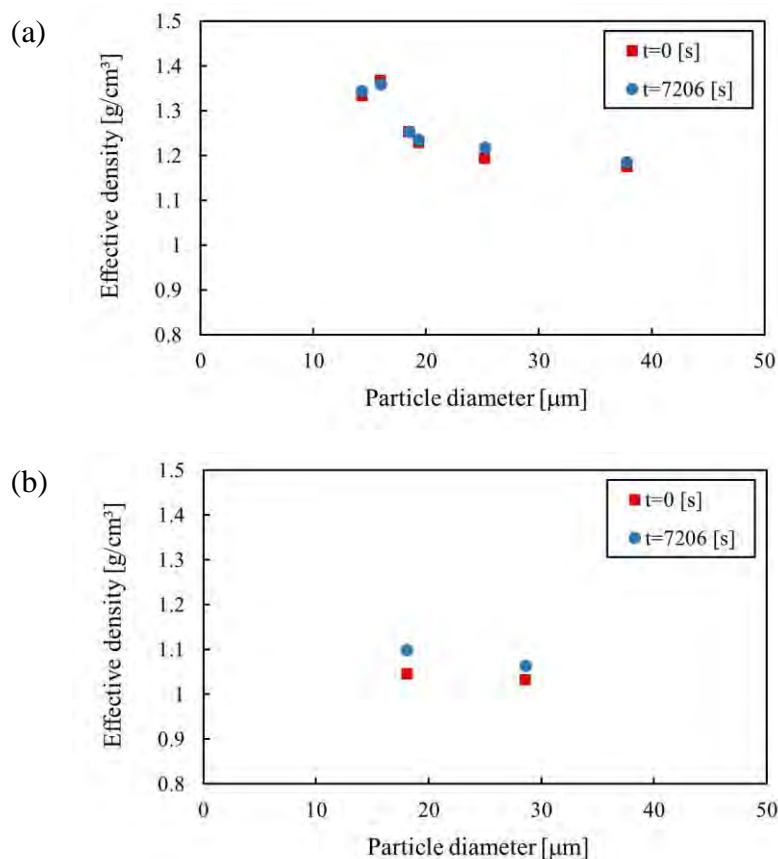 (a)
1.5
1.4
1.3
1.2
1.1
1
0.9
0.8
Effective density [g/cm³]
t=0 [s]
t=7206 [s]
0 10 20 30 40 50
Particle diameter [μm]
(b)
1.5
1.4
1.3
1.2
1.1
1
0.9
0.8
Effective density [g/cm³]
t=0 [s]
t=7206 [s]
0 10 20 30 40 50
Particle diameter [μm]